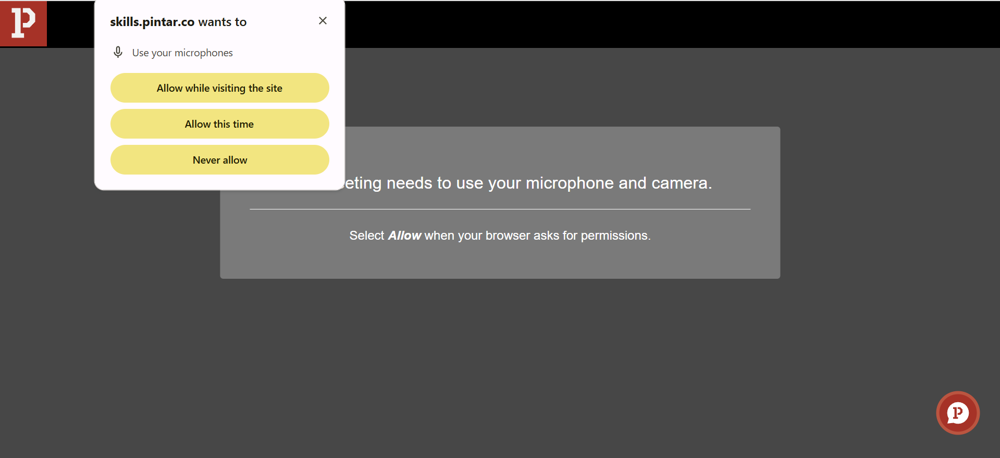 P
skills.pintar.co wants to
Use your microphones
Allow while visiting the site
Allow this time
Never allow
eting needs to use your microphone and camera.
Select Allow when your browser asks for permissions.
P